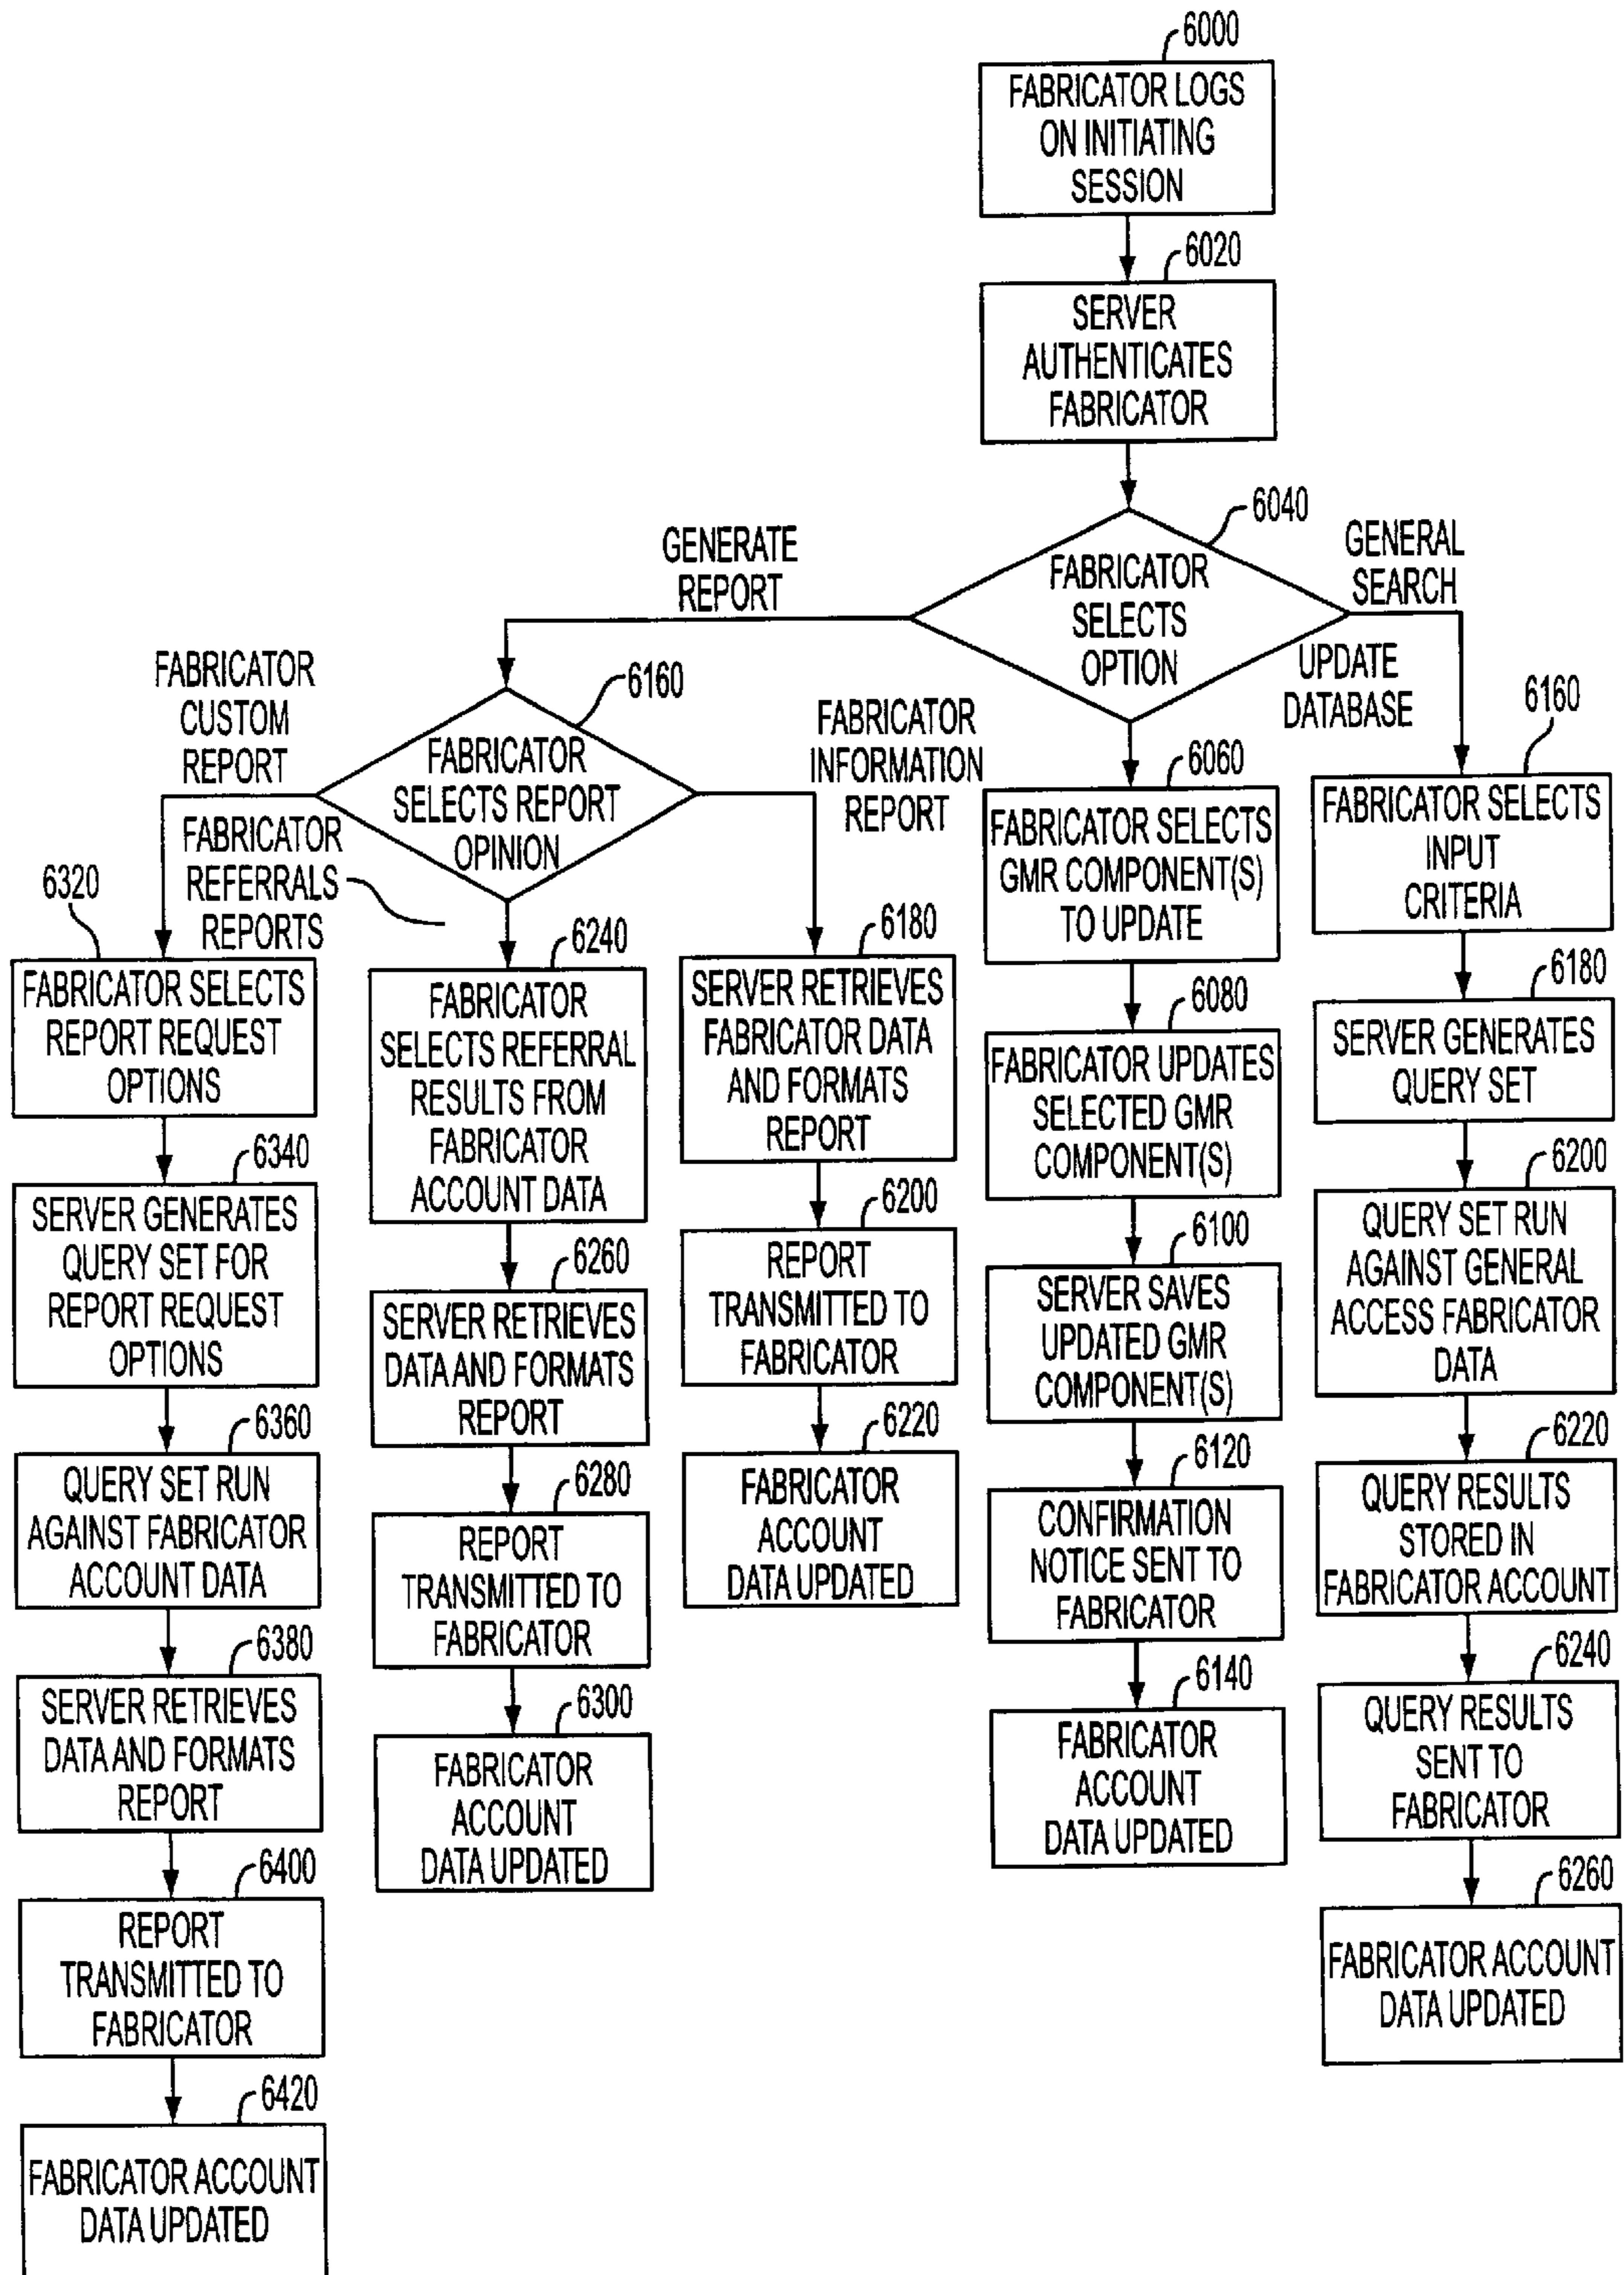 6000
FABRICATOR LOGS
ON INITIATING
SESSION
6020
SERVER
AUTHENTICATES
FABRICATOR
6040
FABRICATOR
SELECTS
OPTION
GENERATE
REPORT
GENERAL
SEARCH
UPDATE
DATABASE
6160
FABRICATOR
SELECTS REPORT
OPINION
FABRICATOR
CUSTOM
REPORT
FABRICATOR
REFERRALS
REPORTS
FABRICATOR
INFORMATION
REPORT
6320
FABRICATOR SELECTS
REPORT REQUEST
OPTIONS
6340
SERVER GENERATES
QUERY SET FOR
REPORT REQUEST
OPTIONS
6360
QUERY SET RUN
AGAINST FABRICATOR
ACCOUNT DATA
6380
SERVER RETRIEVES
DATA AND FORMATS
REPORT
6400
REPORT
TRANSMITTED TO
FABRICATOR
6420
FABRICATOR ACCOUNT
DATA UPDATED
6240
FABRICATOR
SELECTS REFERRAL
RESULTS FROM
FABRICATOR
ACCOUNT DATA
6260
SERVER RETRIEVES
DATA AND FORMATS
REPORT
6280
REPORT
TRANSMITTED TO
FABRICATOR
6300
FABRICATOR
ACCOUNT
DATA UPDATED
6180
SERVER RETRIEVES
FABRICATOR DATA
AND FORMATS
REPORT
6200
REPORT
TRANSMITTED TO
FABRICATOR
6220
FABRICATOR
ACCOUNT
DATA UPDATED
6060
FABRICATOR SELECTS
GMR COMPONENT(S)
TO UPDATE
6080
FABRICATOR UPDATES
SELECTED GMR
COMPONENT(S)
6100
SERVER SAVES
UPDATED GMR
COMPONENT(S)
6120
CONFIRMATION
NOTICE SENT TO
FABRICATOR
6140
FABRICATOR
ACCOUNT
DATA UPDATED
6160
FABRICATOR SELECTS
INPUT
CRITERIA
6180
SERVER GENERATES
QUERY SET
6200
QUERY SET RUN
AGAINST GENERAL
ACCESS FABRICATOR
DATA
6220
QUERY RESULTS
STORED IN
FABRICATOR ACCOUNT
6240
QUERY RESULTS
SENT TO
FABRICATOR
6260
FABRICATOR ACCOUNT
DATA UPDATED